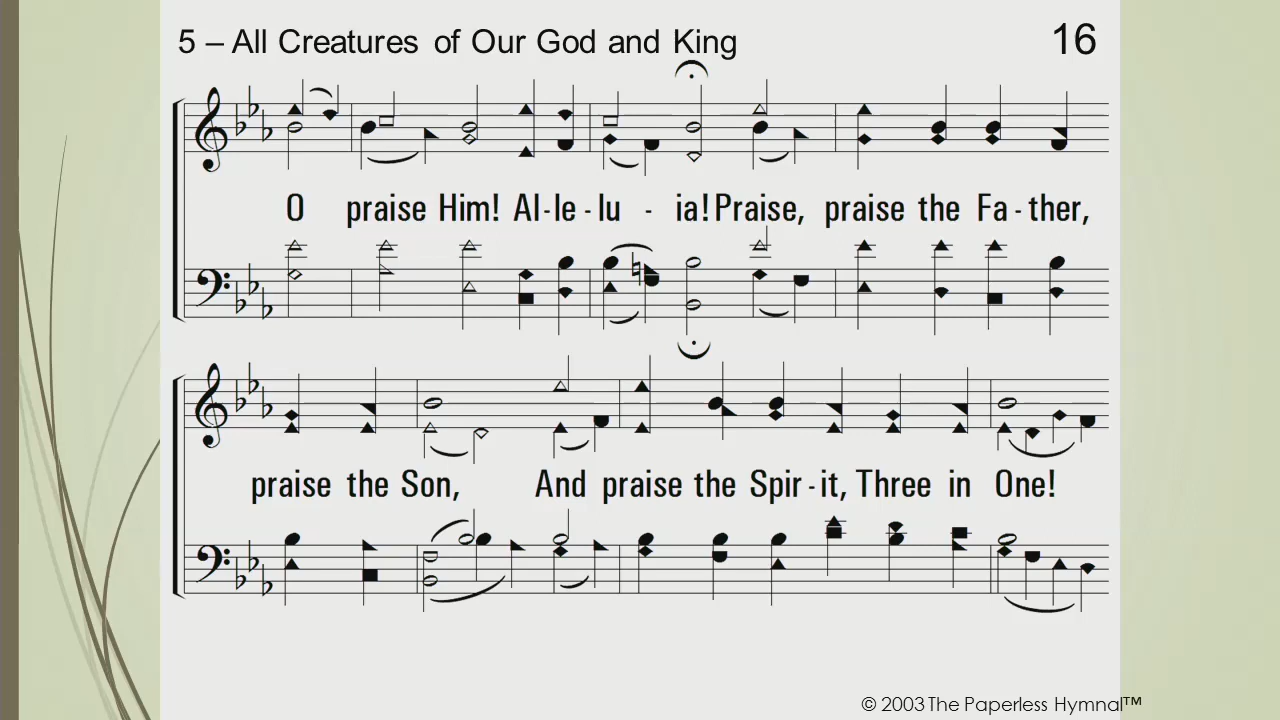 5 – All Creatures of Our God and King
16
O praise Him! Al-le-lu - ia! Praise, praise the Fa-ther,
praise the Son, And praise the Spir-it, Three in One!
© 2003 The Paperless Hymnal™